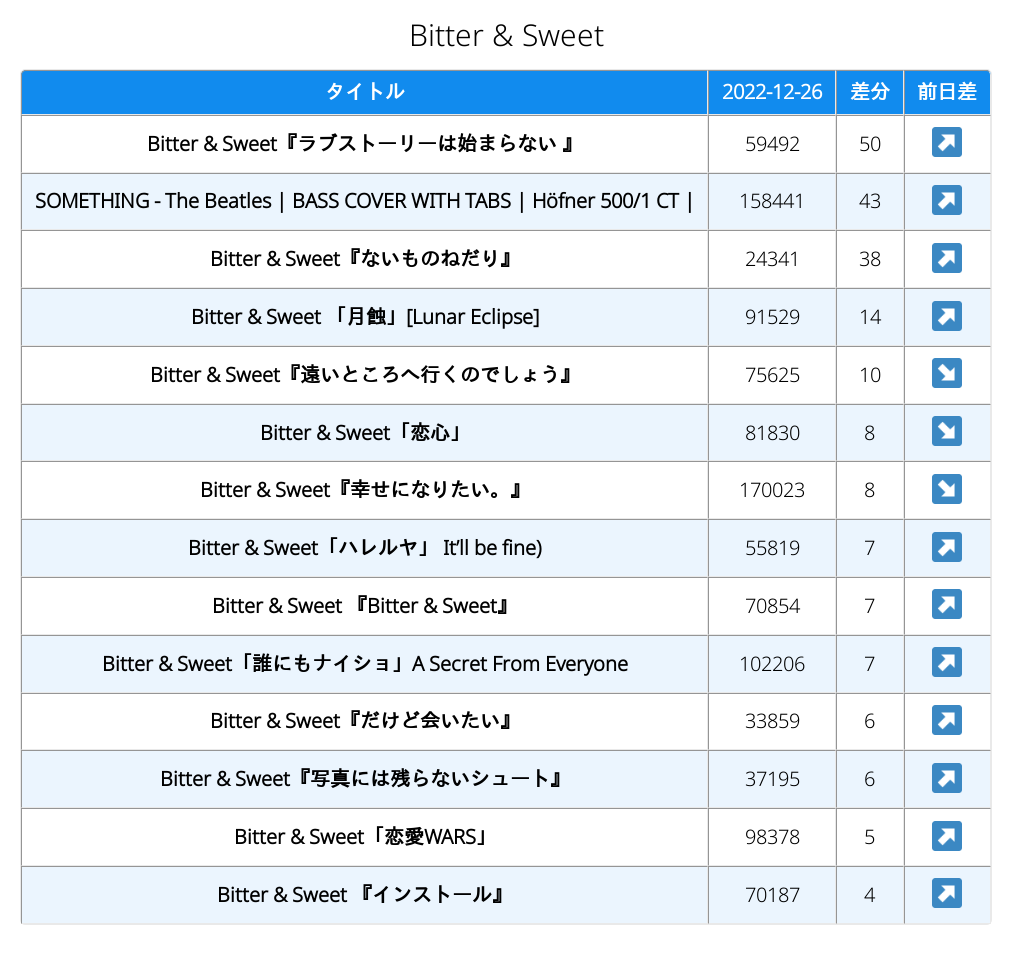 Bitter & Sweet
タイトル 2022-12-26 差分 前日差
Bitter & Sweet『ラブストーリーは始まらない 』 59492 50 ↗
SOMETHING - The Beatles | BASS COVER WITH TABS | Höfner 500/1 CT | 158441 43 ↗
Bitter & Sweet『ないものねだり』 24341 38 ↗
Bitter & Sweet 「月蝕」[Lunar Eclipse] 91529 14 ↗
Bitter & Sweet『遠いところへ行くのでしょう』 75625 10 ↘
Bitter & Sweet「恋心」 81830 8 ↘
Bitter & Sweet『幸せになりたい。』 170023 8 ↘
Bitter & Sweet「ハレルヤ」 It’ll be fine) 55819 7 ↗
Bitter & Sweet 『Bitter & Sweet』 70854 7 ↗
Bitter & Sweet「誰にもナイショ」A Secret From Everyone 102206 7 ↗
Bitter & Sweet『だけど会いたい』 33859 6 ↗
Bitter & Sweet『写真には残らないシュート』 37195 6 ↗
Bitter & Sweet「恋愛WARS」 98378 5 ↗
Bitter & Sweet 『インストール』 70187 4 ↗